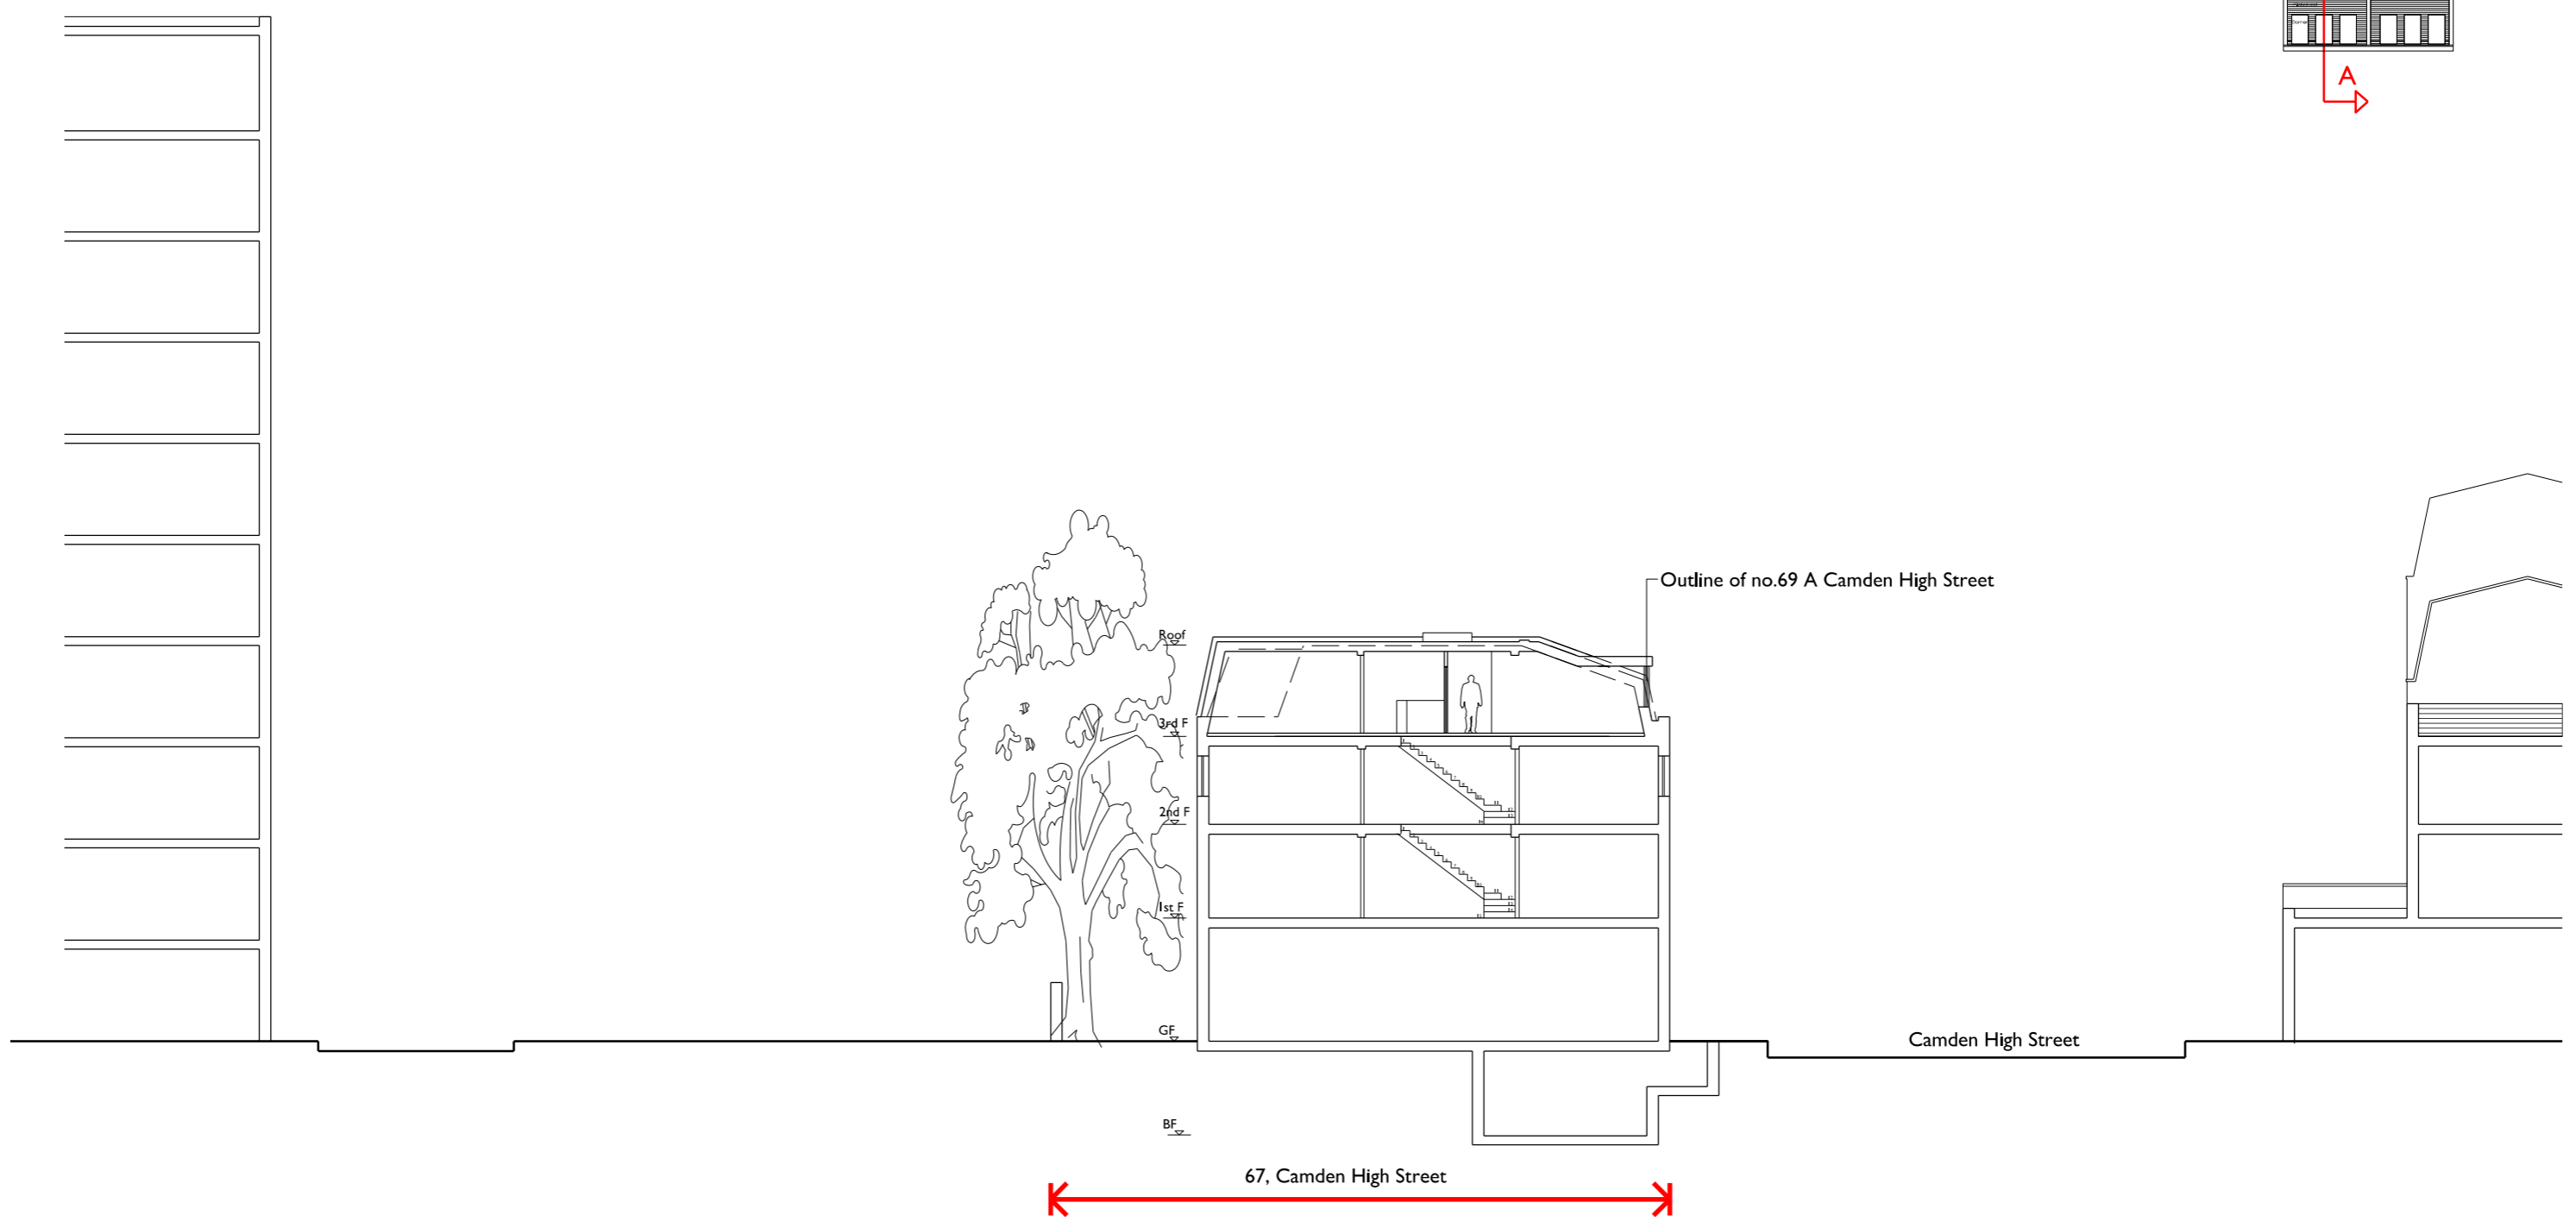 A
Outline of no.69 A Camden High Street
Roof
3rd F
2nd F
1st F
GF
Camden High Street
BF
67, Camden High Street